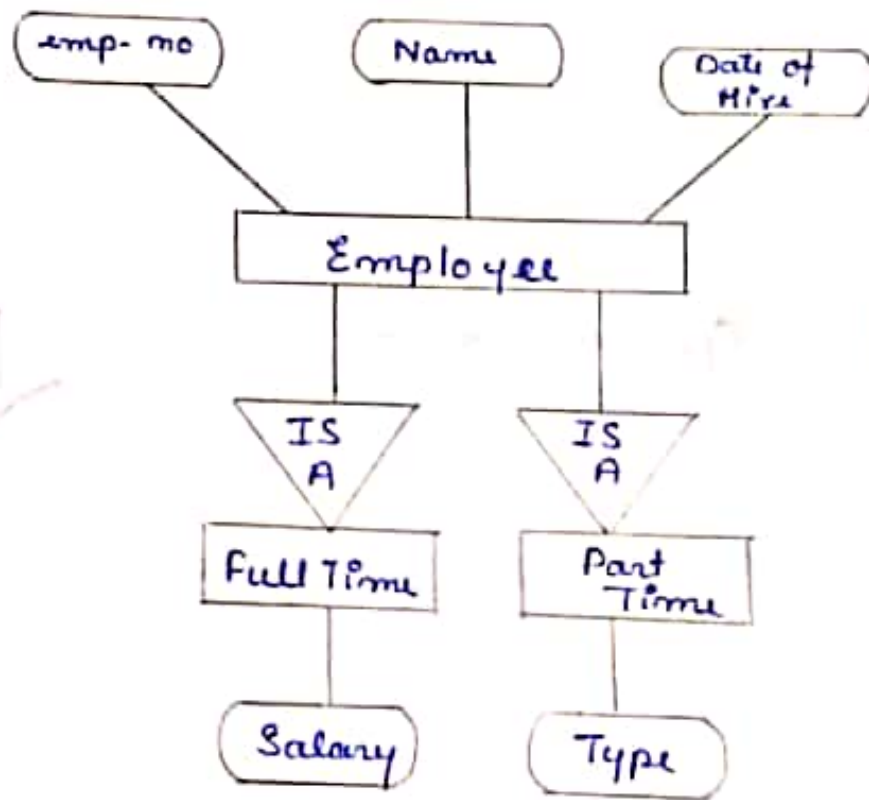 emp-no
Name
Date of
Hire
Employee
IS
A
IS
A
Full Time
Part
Time
Salary
Type